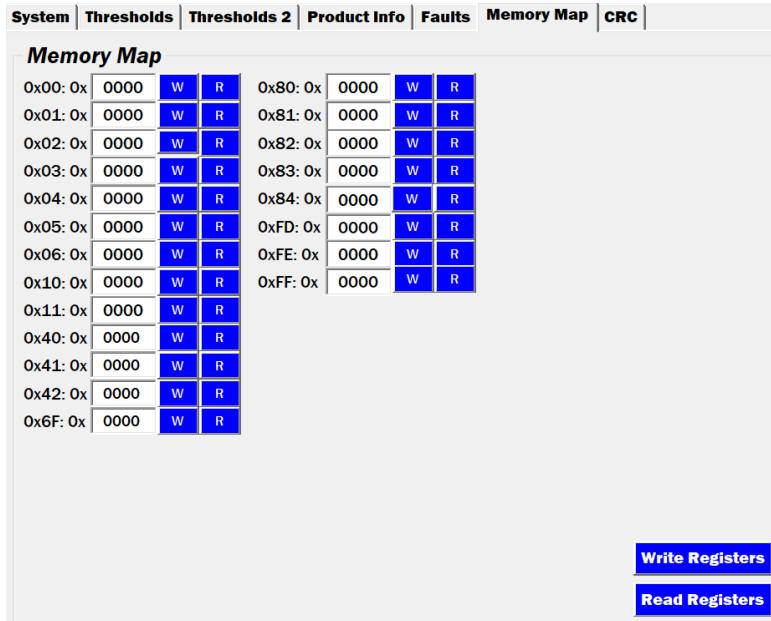 System Thresholds Thresholds 2 Product Info Faults Memory Map CRC
Memory Map
0x00: 0x 0000 W R 0x80: 0x 0000 W R
0x01: 0x 0000 W R 0x81: 0x 0000 W R
0x02: 0x 0000 W R 0x82: 0x 0000 W R
0x03: 0x 0000 W R 0x83: 0x 0000 W R
0x04: 0x 0000 W R 0x84: 0x 0000 W R
0x05: 0x 0000 W R 0xFD: 0x 0000 W R
0x06: 0x 0000 W R 0xFE: 0x 0000 W R
0x10: 0x 0000 W R 0xFF: 0x 0000 W R
0x11: 0x 0000 W R
0x40: 0x 0000 W R
0x41: 0x 0000 W R
0x42: 0x 0000 W R
0x6F: 0x 0000 W R
Write Registers
Read Registers